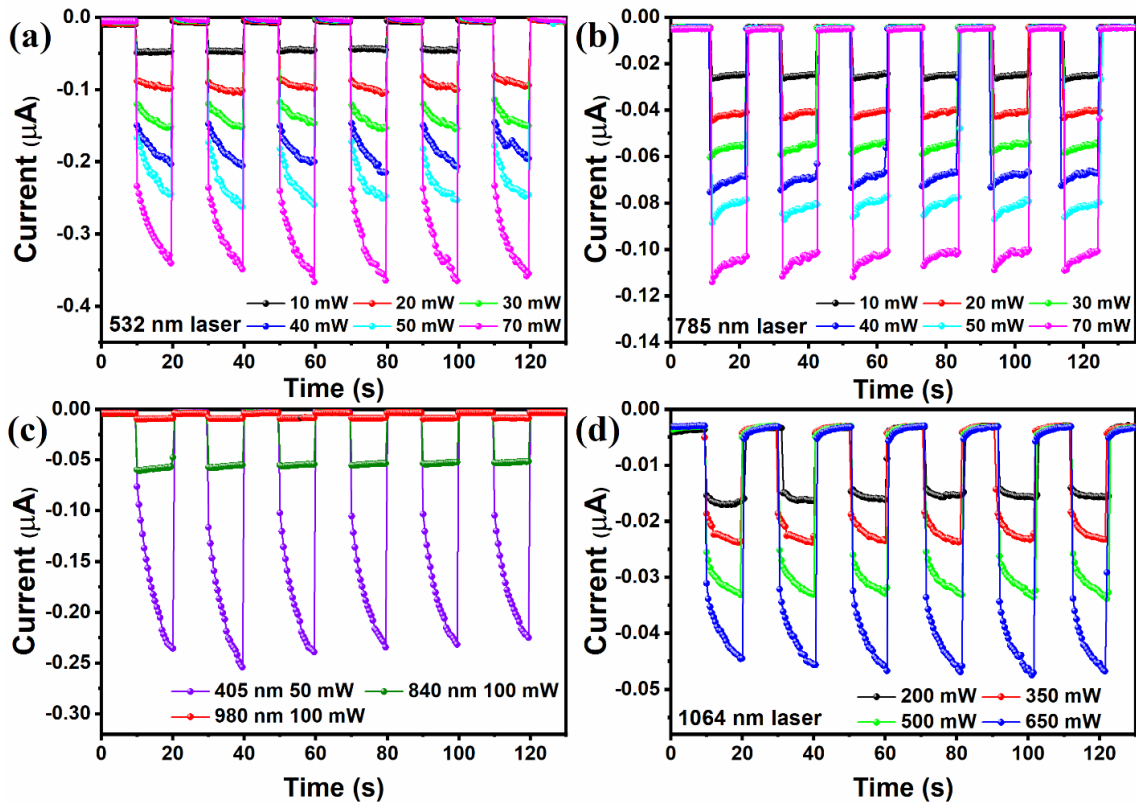 (a)
Current (μA)
0.0
-0.1
-0.2
-0.3
-0.4
10 mW 20 mW 30 mW
40 mW 50 mW 70 mW
532 nm laser
0 20 40 60 80 100 120
Time (s)
(b)
Current (μA)
0.00
-0.02
-0.04
-0.06
-0.08
-0.10
-0.12
-0.14
10 mW 20 mW 30 mW
40 mW 50 mW 70 mW
785 nm laser
0 20 40 60 80 100 120
Time (s)
(c)
Current (μA)
0.00
-0.05
-0.10
-0.15
-0.20
-0.25
-0.30
405 nm 50 mW 840 nm 100 mW
980 nm 100 mW
0 20 40 60 80 100 120
Time (s)
(d)
Current (μA)
0.00
-0.01
-0.02
-0.03
-0.04
-0.05
200 mW 350 mW
500 mW 650 mW
1064 nm laser
0 20 40 60 80 100 120
Time (s)